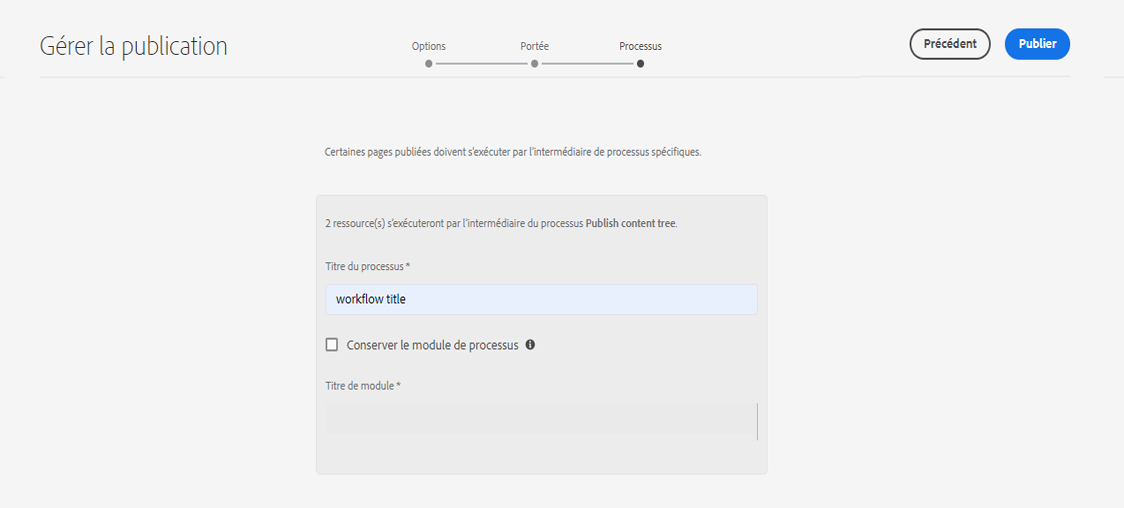 Gérer la publication
Options
Portée
Processus
Précédent
Publier
Certaines pages publiées doivent s'exécuter par l'intermédiaire de processus spécifiques.
2 ressource(s) s'exécuteront par l'intermédiaire du processus Publish content tree.
Titre du processus *
workflow title
Conserver le module de processus
Titre de module *